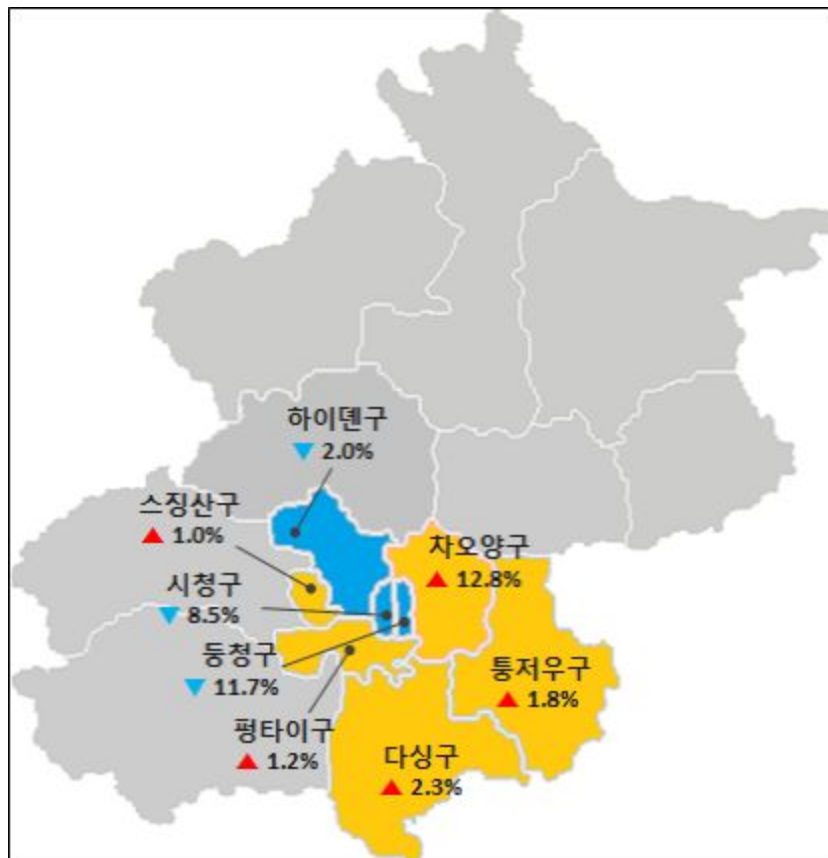 하이뎬구
▼ 2.0%
스징산구
▲ 1.0%
차오양구
▲ 12.8%
시청구
▼ 8.5%
둥청구
▼ 11.7%
퉁저우구
▲ 1.8%
펑타이구
▲ 1.2%
다싱구
▲ 2.3%